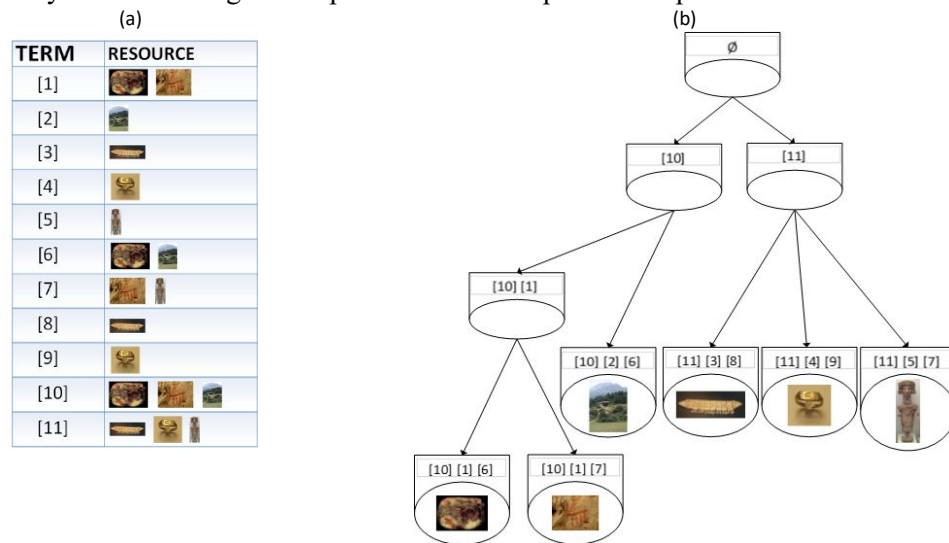 (a)
TERM RESOURCE
[1]
[2]
[3]
[4]
[5]
[6]
[7]
[8]
[9]
[10]
[11]
(b)
Ø
[10] [11]
[10] [1]
[10] [2] [6] [11] [3] [8] [11] [4] [9] [11] [5] [7]
[10] [1] [6] [10] [1] [7]